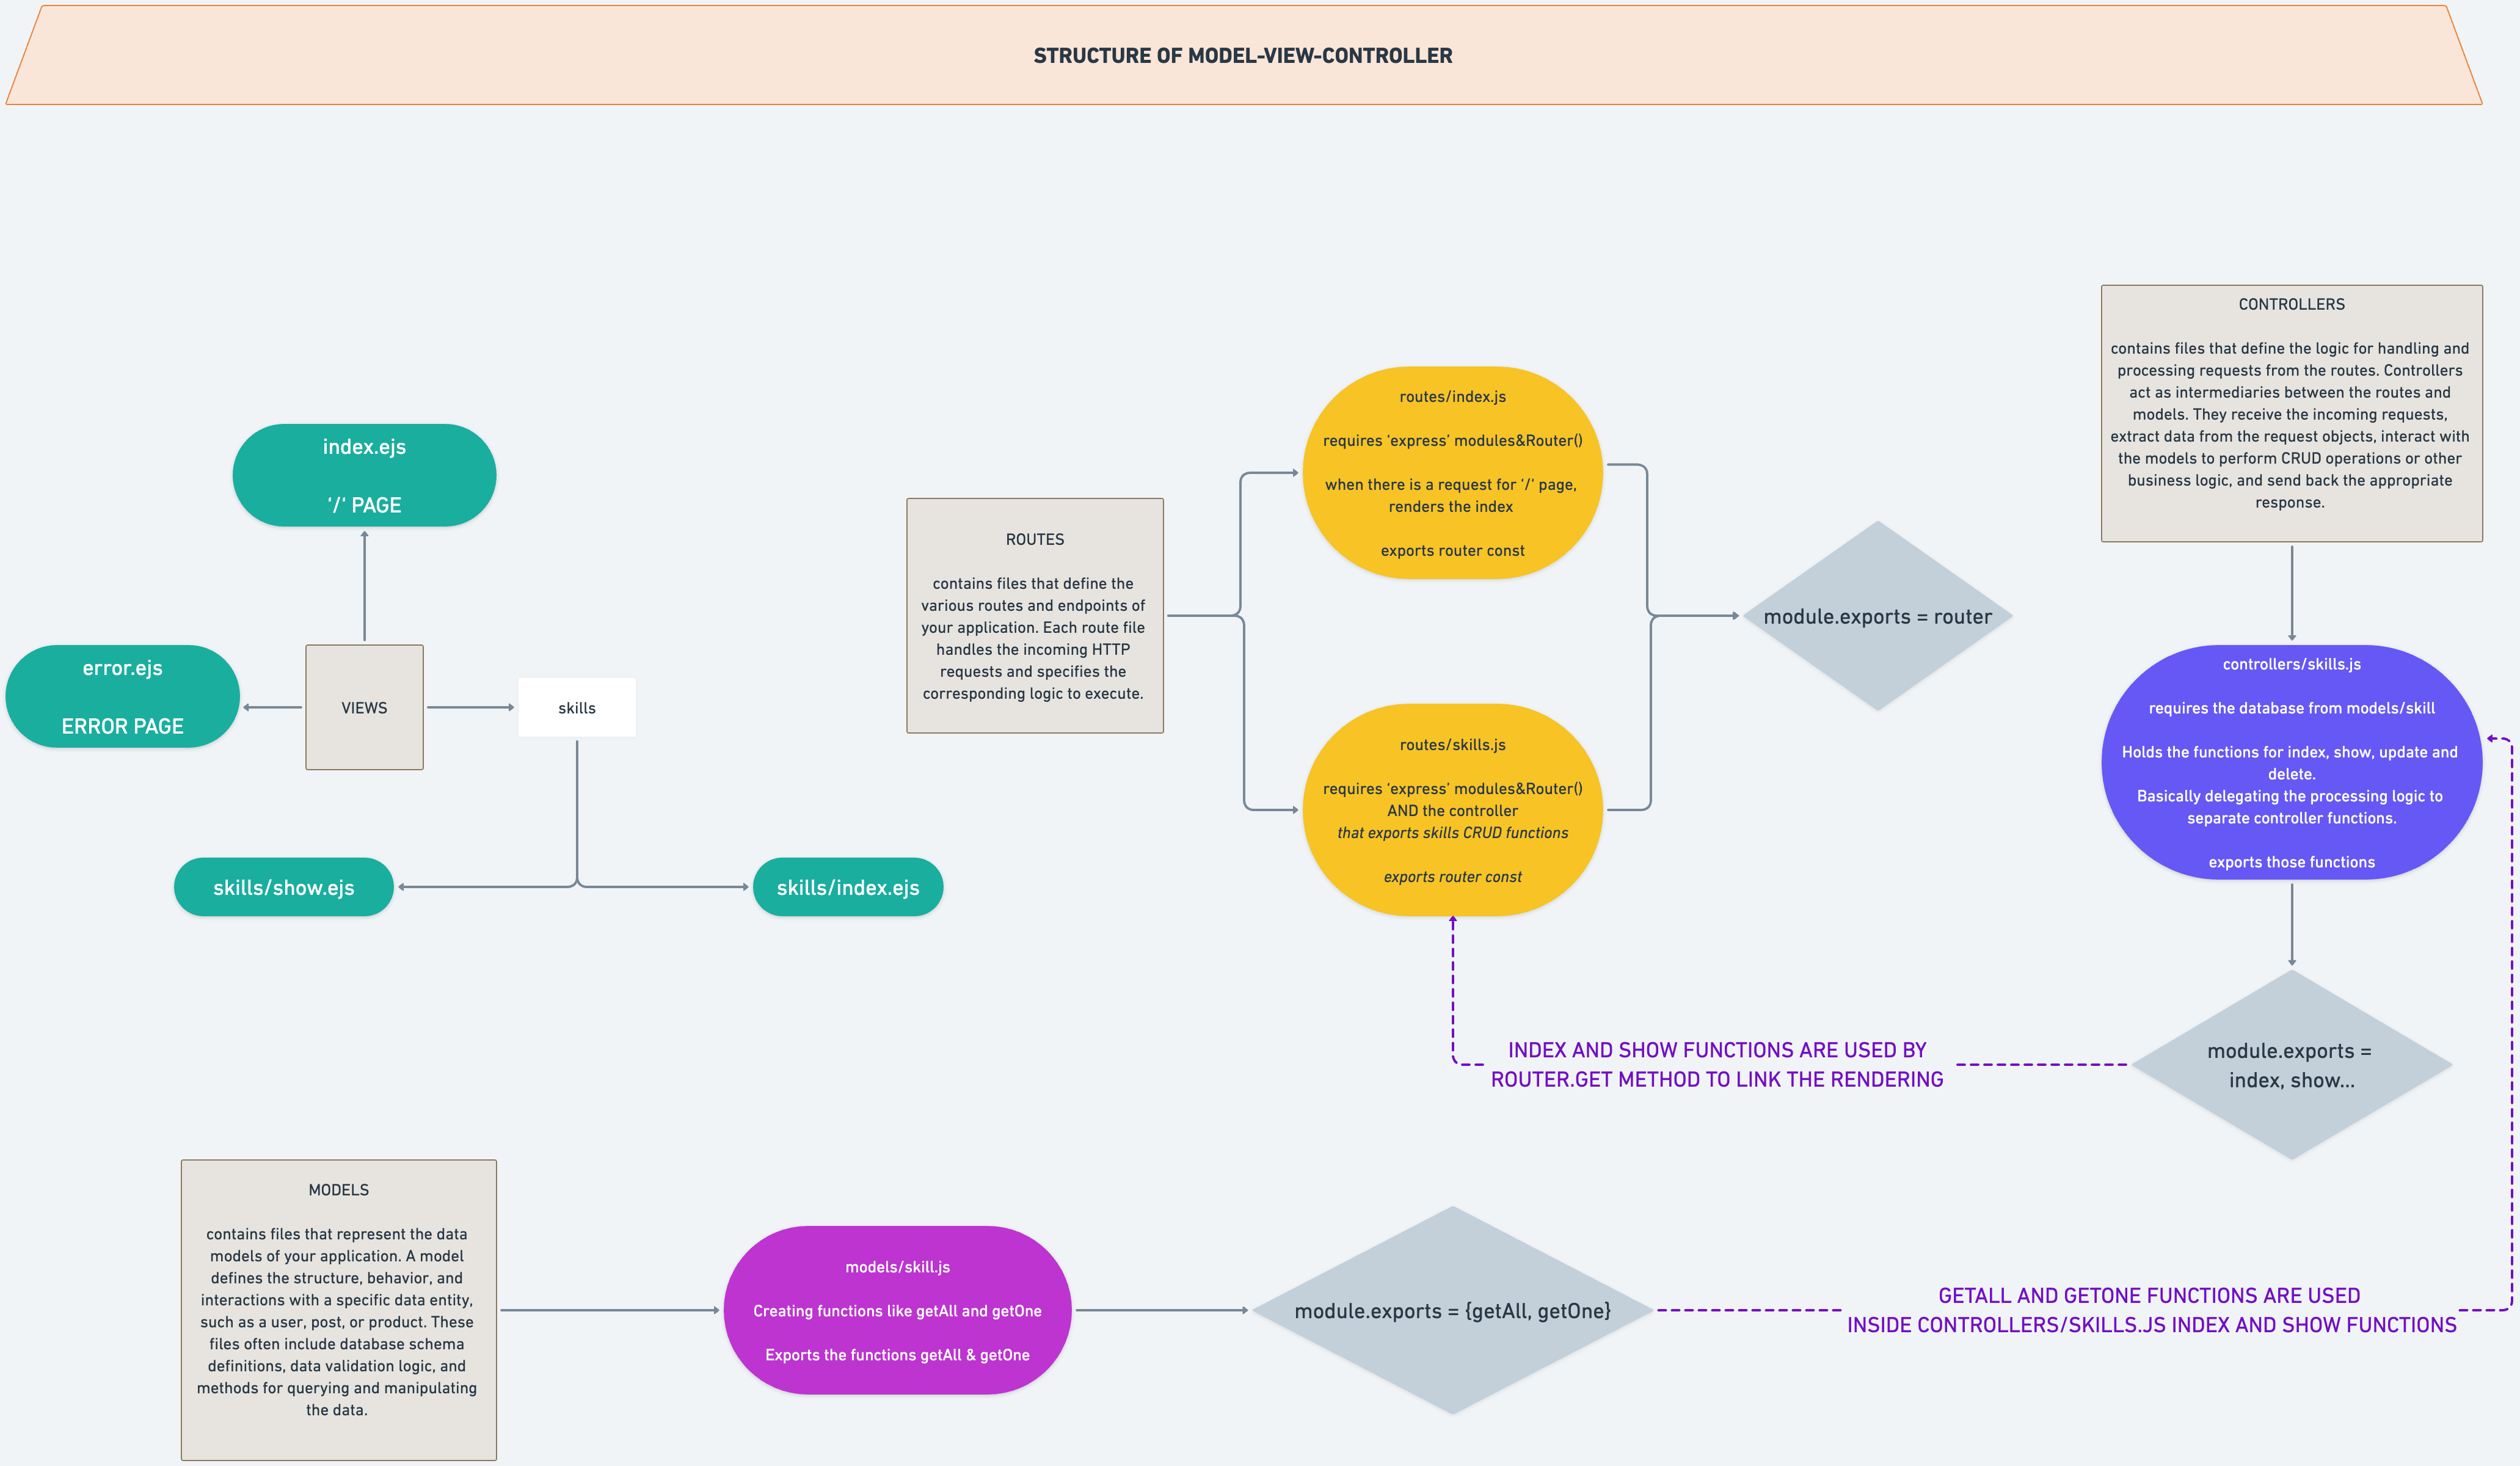 STRUCTURE OF MODEL-VIEW-CONTROLLER
index.ejs
‘/‘ PAGE
error.ejs
ERROR PAGE
VIEWS
skills
skills/show.ejs
skills/index.ejs
ROUTES
contains files that define the
various routes and endpoints of
your application. Each route file
handles the incoming HTTP
requests and specifies the
corresponding logic to execute.
routes/index.js
requires ‘express’ modules&Router()
when there is a request for ‘/‘ page,
renders the index
exports router const
routes/skills.js
requires ‘express’ modules&Router()
AND the controller
that exports skills CRUD functions
exports router const
module.exports = router
CONTROLLERS
contains files that define the logic for handling and
processing requests from the routes. Controllers
act as intermediaries between the routes and
models. They receive the incoming requests,
extract data from the request objects, interact with
the models to perform CRUD operations or other
business logic, and send back the appropriate
response.
controllers/skills.js
requires the database from models/skill
Holds the functions for index, show, update and
delete.
Basically delegating the processing logic to
separate controller functions.
exports those functions
module.exports =
index, show...
INDEX AND SHOW FUNCTIONS ARE USED BY
ROUTER.GET METHOD TO LINK THE RENDERING
MODELS
contains files that represent the data
models of your application. A model
defines the structure, behavior, and
interactions with a specific data entity,
such as a user, post, or product. These
files often include database schema
definitions, data validation logic, and
methods for querying and manipulating
the data.
models/skill.js
Creating functions like getAll and getOne
Exports the functions getAll & getOne
module.exports = {getAll, getOne}
GETALL AND GETONE FUNCTIONS ARE USED
INSIDE CONTROLLERS/SKILLS.JS INDEX AND SHOW FUNCTIONS